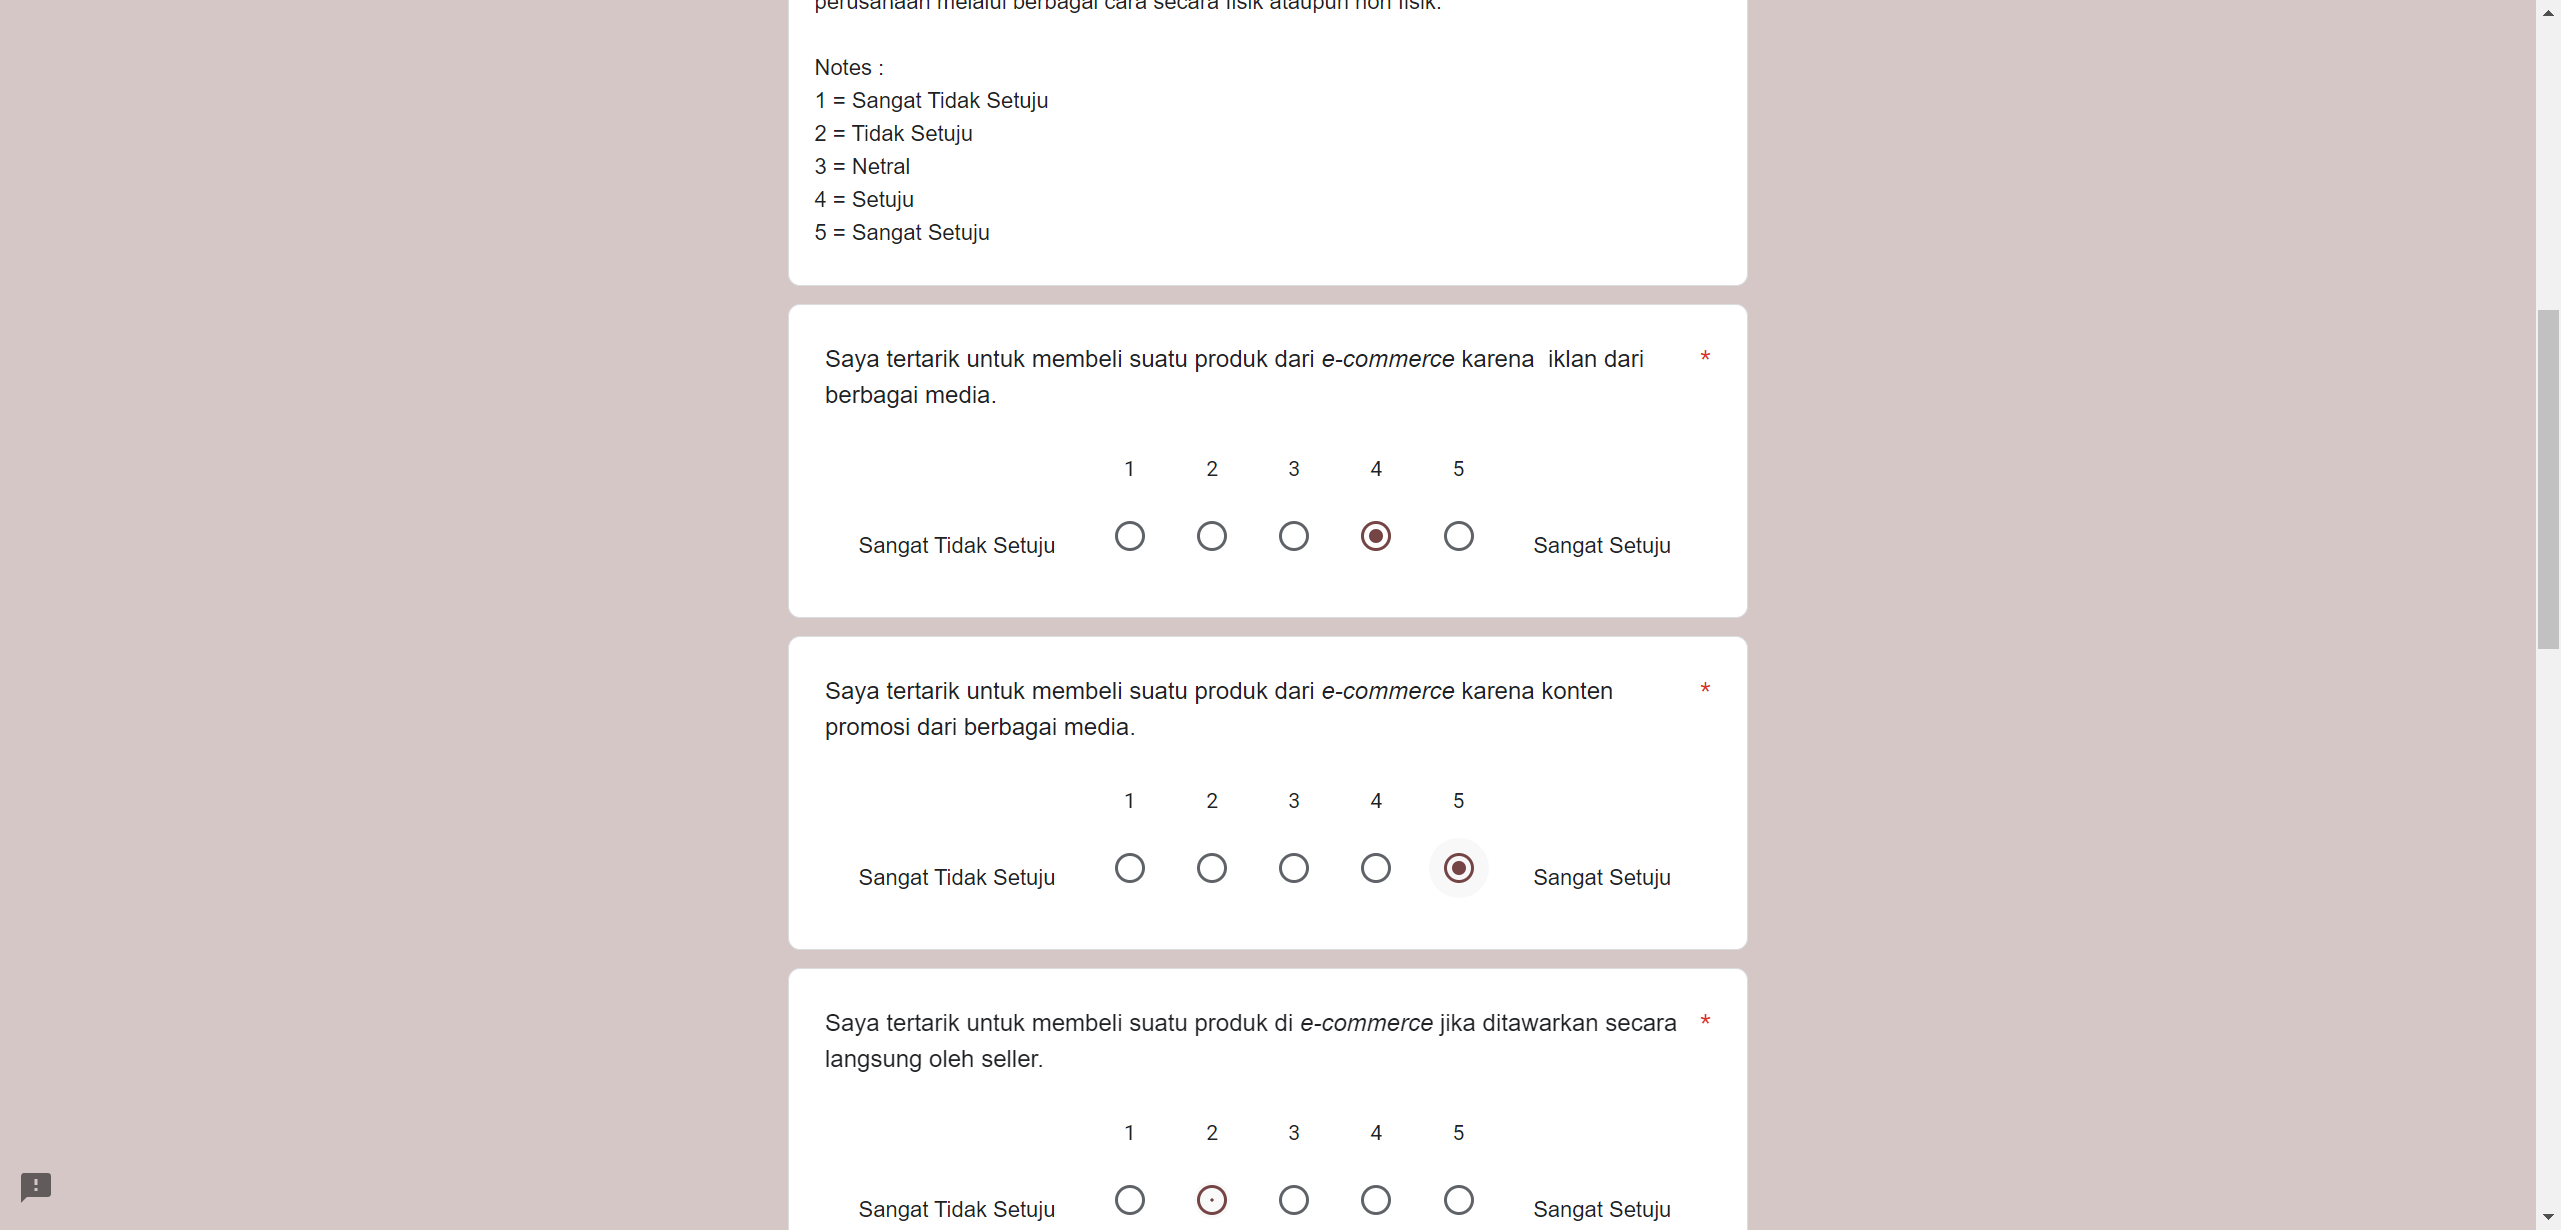 perusahaan melalui berbagai cara secara fisik ataupun non fisik.
Notes :
1 = Sangat Tidak Setuju
2 = Tidak Setuju
3 = Netral
4 = Setuju
5 = Sangat Setuju
Saya tertarik untuk membeli suatu produk dari e-commerce karena  iklan dari *
berbagai media.
1 2 3 4 5
Sangat Tidak Setuju Sangat Setuju
Saya tertarik untuk membeli suatu produk dari e-commerce karena konten *
promosi dari berbagai media.
1 2 3 4 5
Sangat Tidak Setuju Sangat Setuju
Saya tertarik untuk membeli suatu produk di e-commerce jika ditawarkan secara *
langsung oleh seller.
1 2 3 4 5
Sangat Tidak Setuju Sangat Setuju